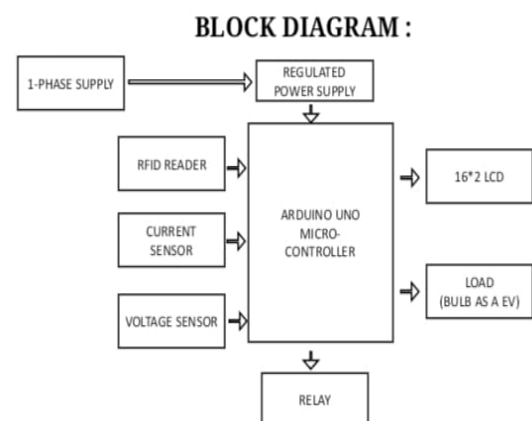 BLOCK DIAGRAM :
1-PHASE SUPPLY
REGULATED
POWER SUPPLY
RFID READER
CURRENT
SENSOR
VOLTAGE SENSOR
ARDUINO UNO
MICRO-
CONTROLLER
16*2 LCD
LOAD
(BULB AS A EV)
RELAY